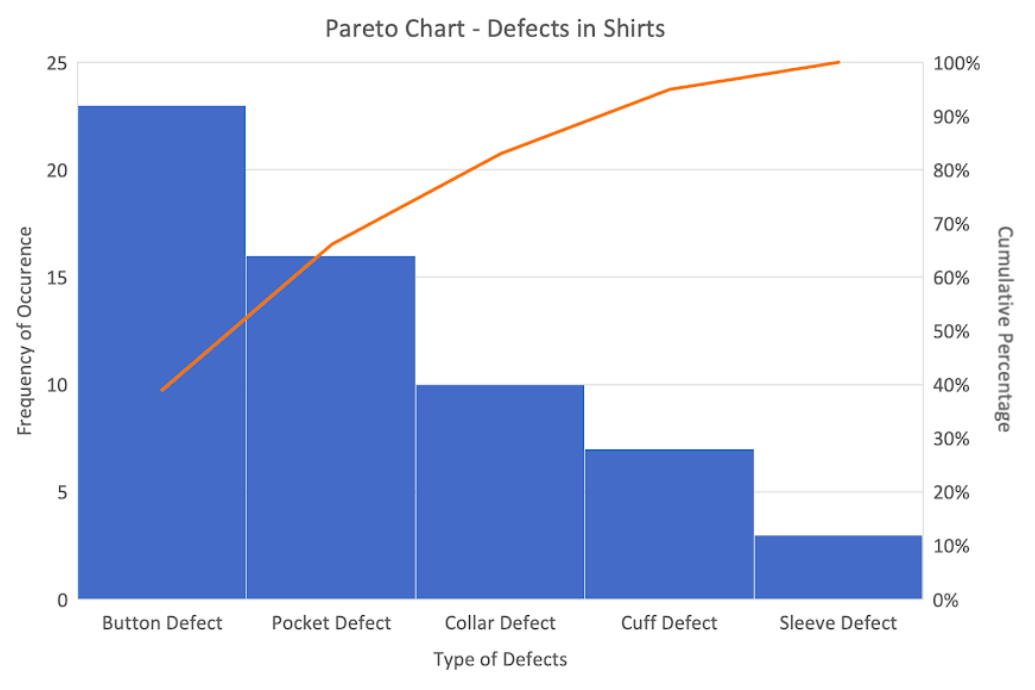 Pareto Chart - Defects in Shirts
25
20
15
10
5
0
Frequency of Occurence
100%
90%
80%
70%
60%
50%
40%
30%
20%
10%
0%
Cumulative Percentage
Button Defect
Pocket Defect
Collar Defect
Cuff Defect
Sleeve Defect
Type of Defects